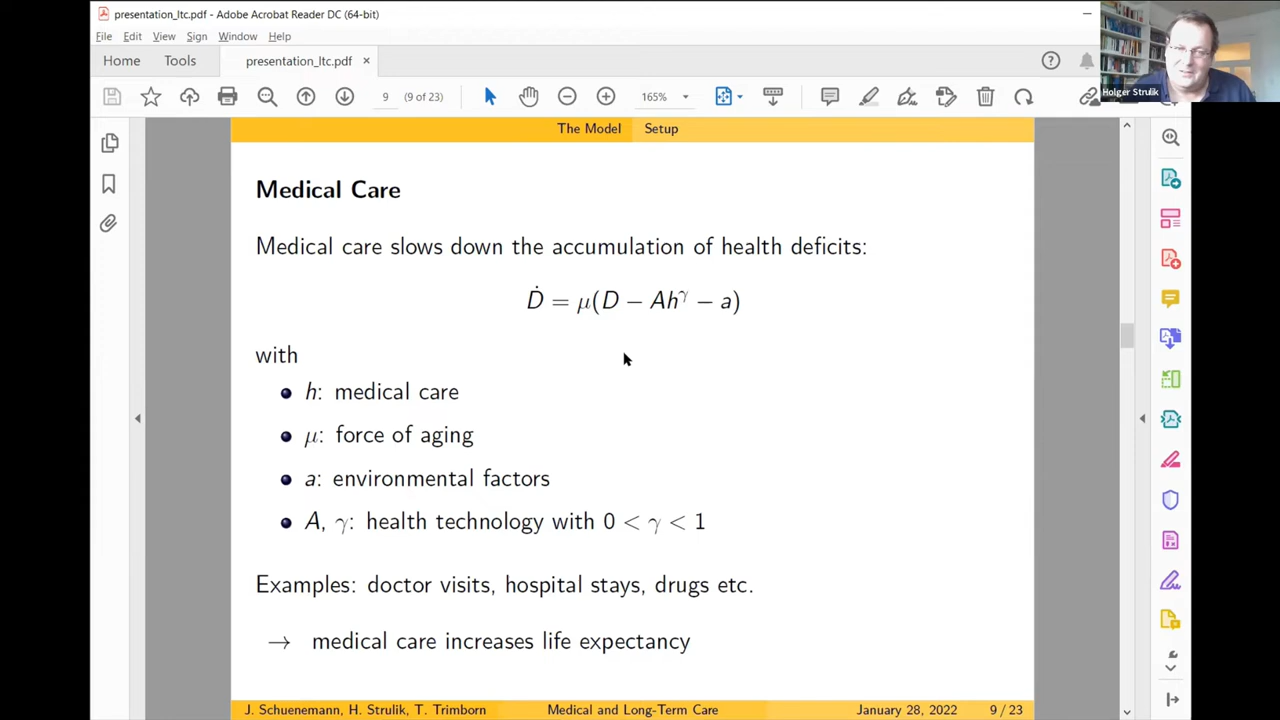 presentation_ltc.pdf - Adobe Acrobat Reader DC (64-bit)
File Edit View Sign Window Help
Home Tools presentation_ltc.pdf ×
9 (9 of 23) 165%
Holger Strulik
The Model Setup
Medical Care
Medical care slows down the accumulation of health deficits:
Ḋ = μ(D − Ah^γ − a)
with
• h: medical care
• μ: force of aging
• a: environmental factors
• A, γ: health technology with 0 < γ < 1
Examples: doctor visits, hospital stays, drugs etc.
→ medical care increases life expectancy
J. Schuenemann, H. Strulik, T. Trimborn Medical and Long-Term Care January 28, 2022 9 / 23